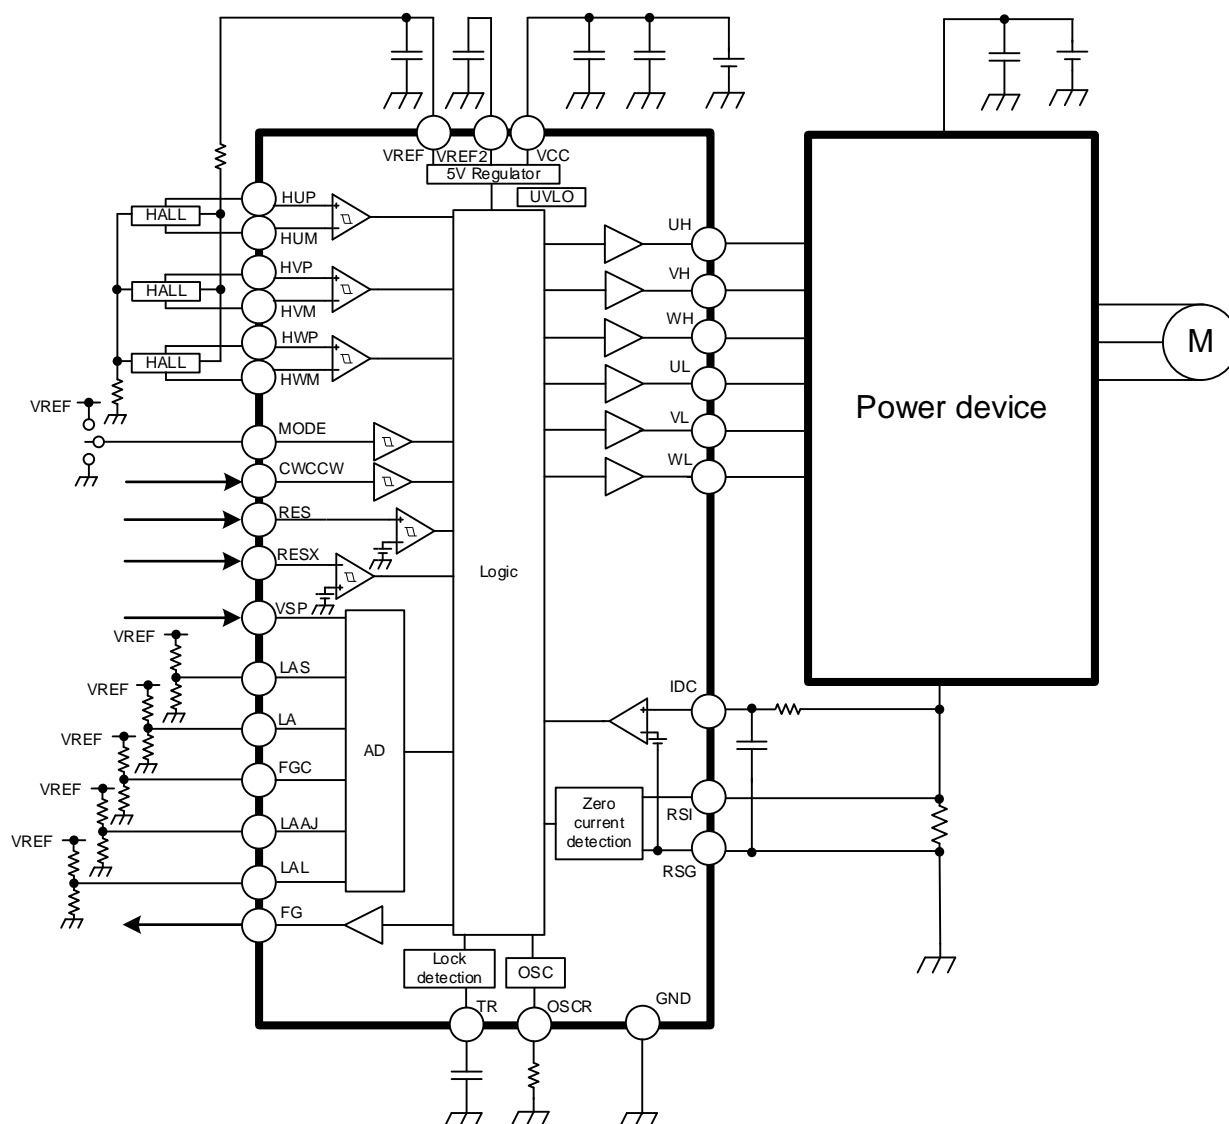 VREF
VREF2
VCC
5V Regulator
UVLO
HUP
HALL
HUM
HVP
HALL
HVM
HWP
HALL
HWM
VREF
MODE
CWCCW
RES
RESX
VSP
VREF
LAS
VREF
LA
VREF
FGC
VREF
LAAJ
VREF
LAL
FG
AD
Logic
UH
VH
WH
UL
VL
WL
Power device
M
IDC
Zero
current
detection
RSI
RSG
Lock
detection
OSC
TR
OSCR
GND